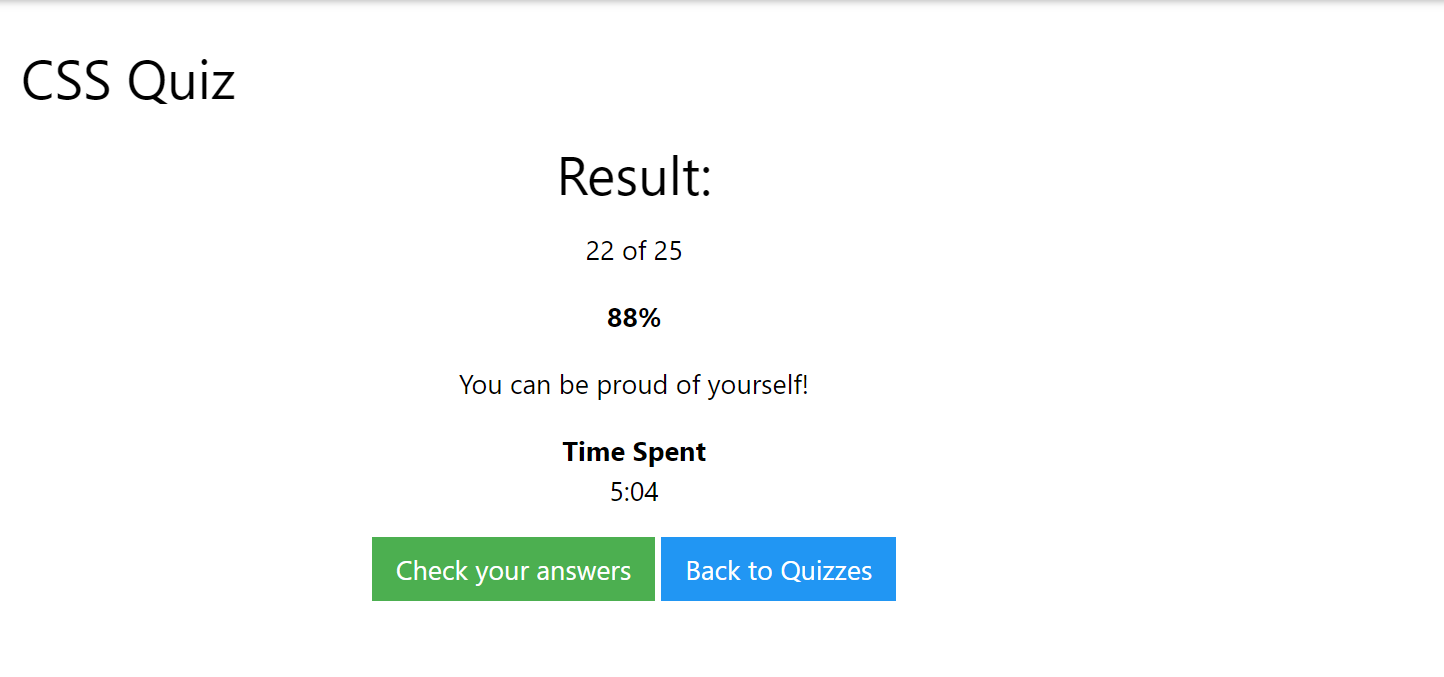 CSS Quiz
Result:
22 of 25
88%
You can be proud of yourself!
Time Spent
5:04
Check your answers
Back to Quizzes